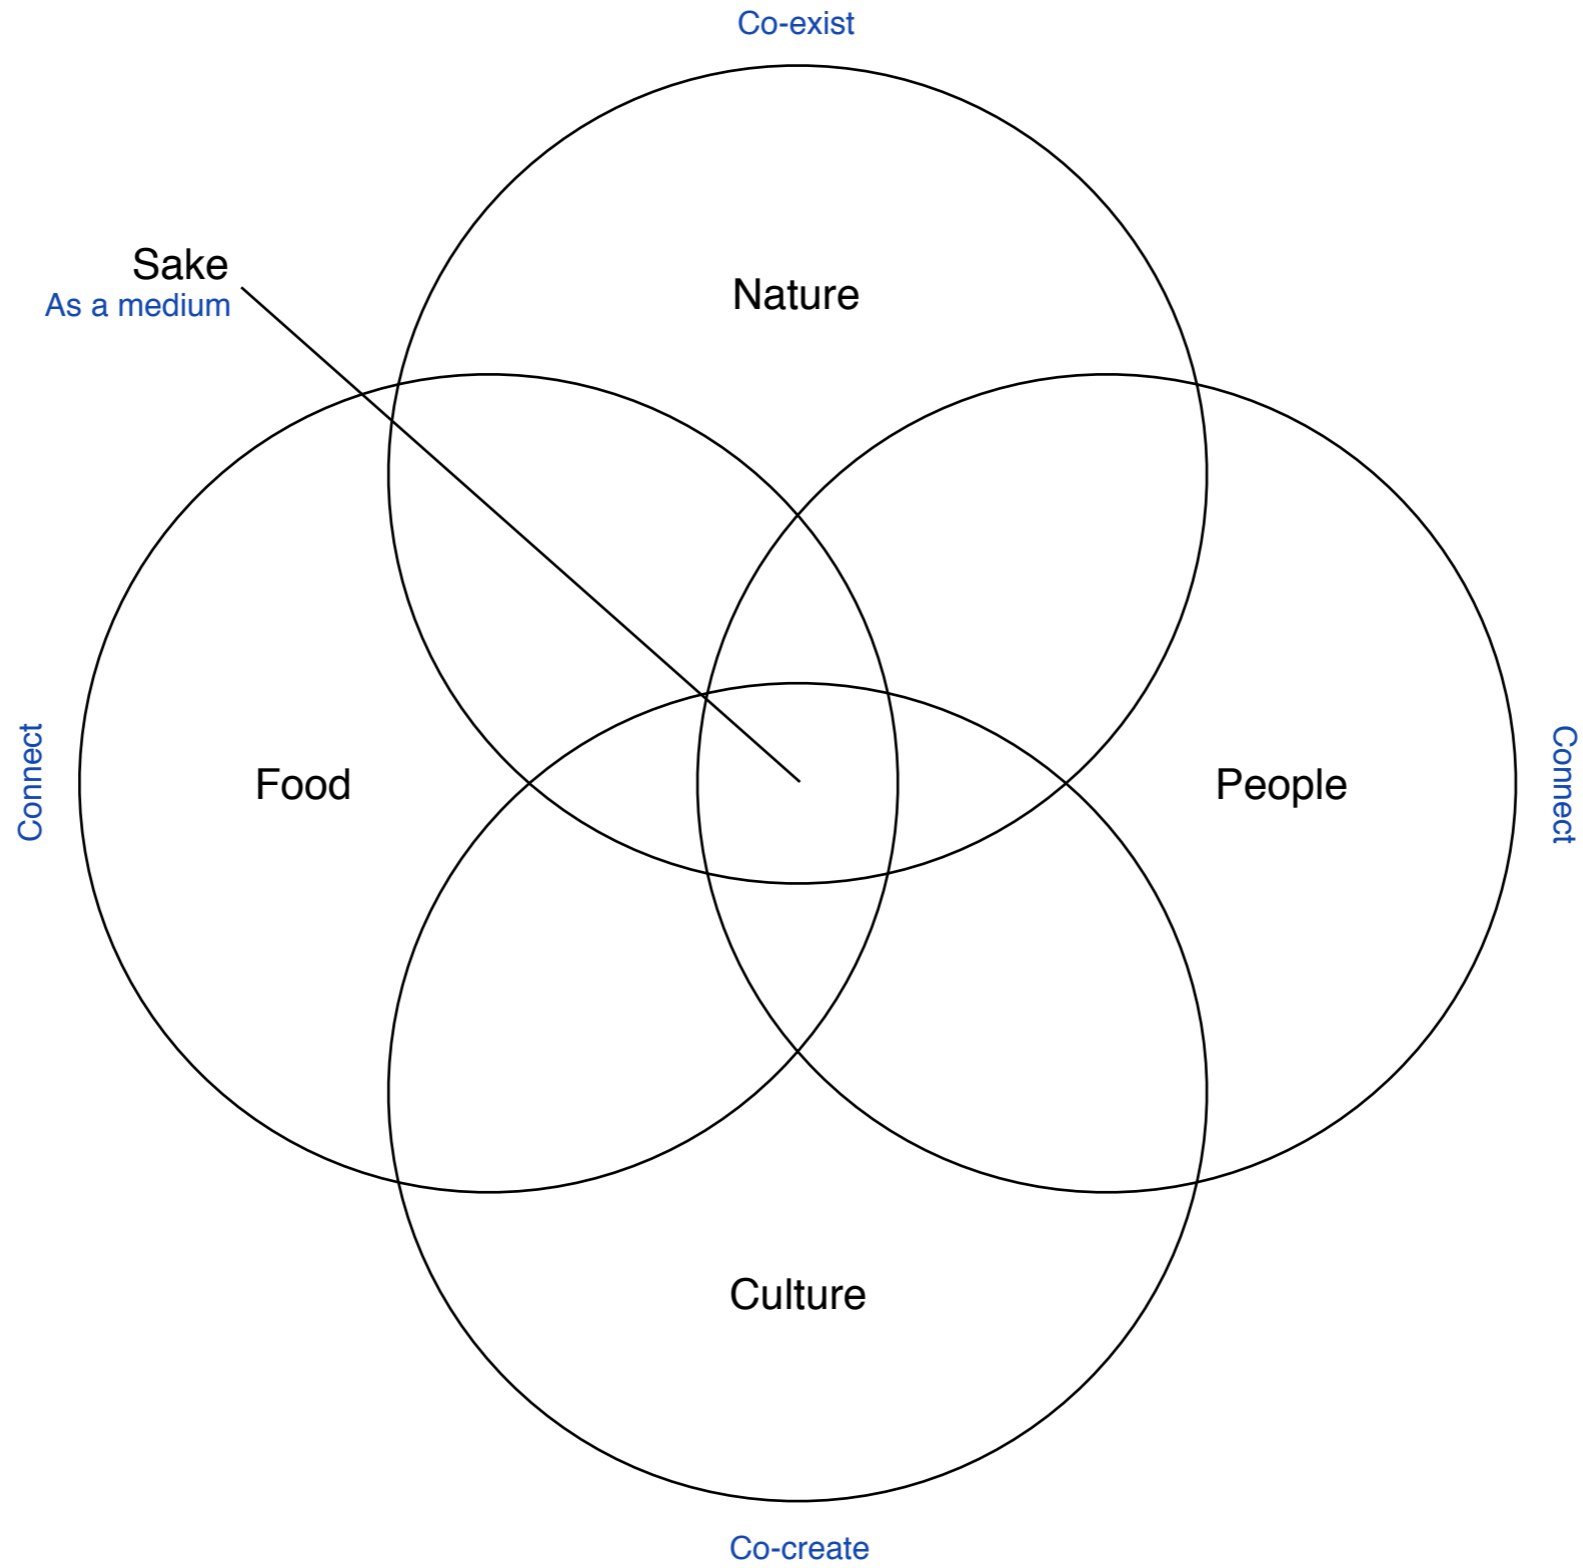 Co-exist
Sake
As a medium
Nature
Connect
Food
People
Connect
Culture
Co-create